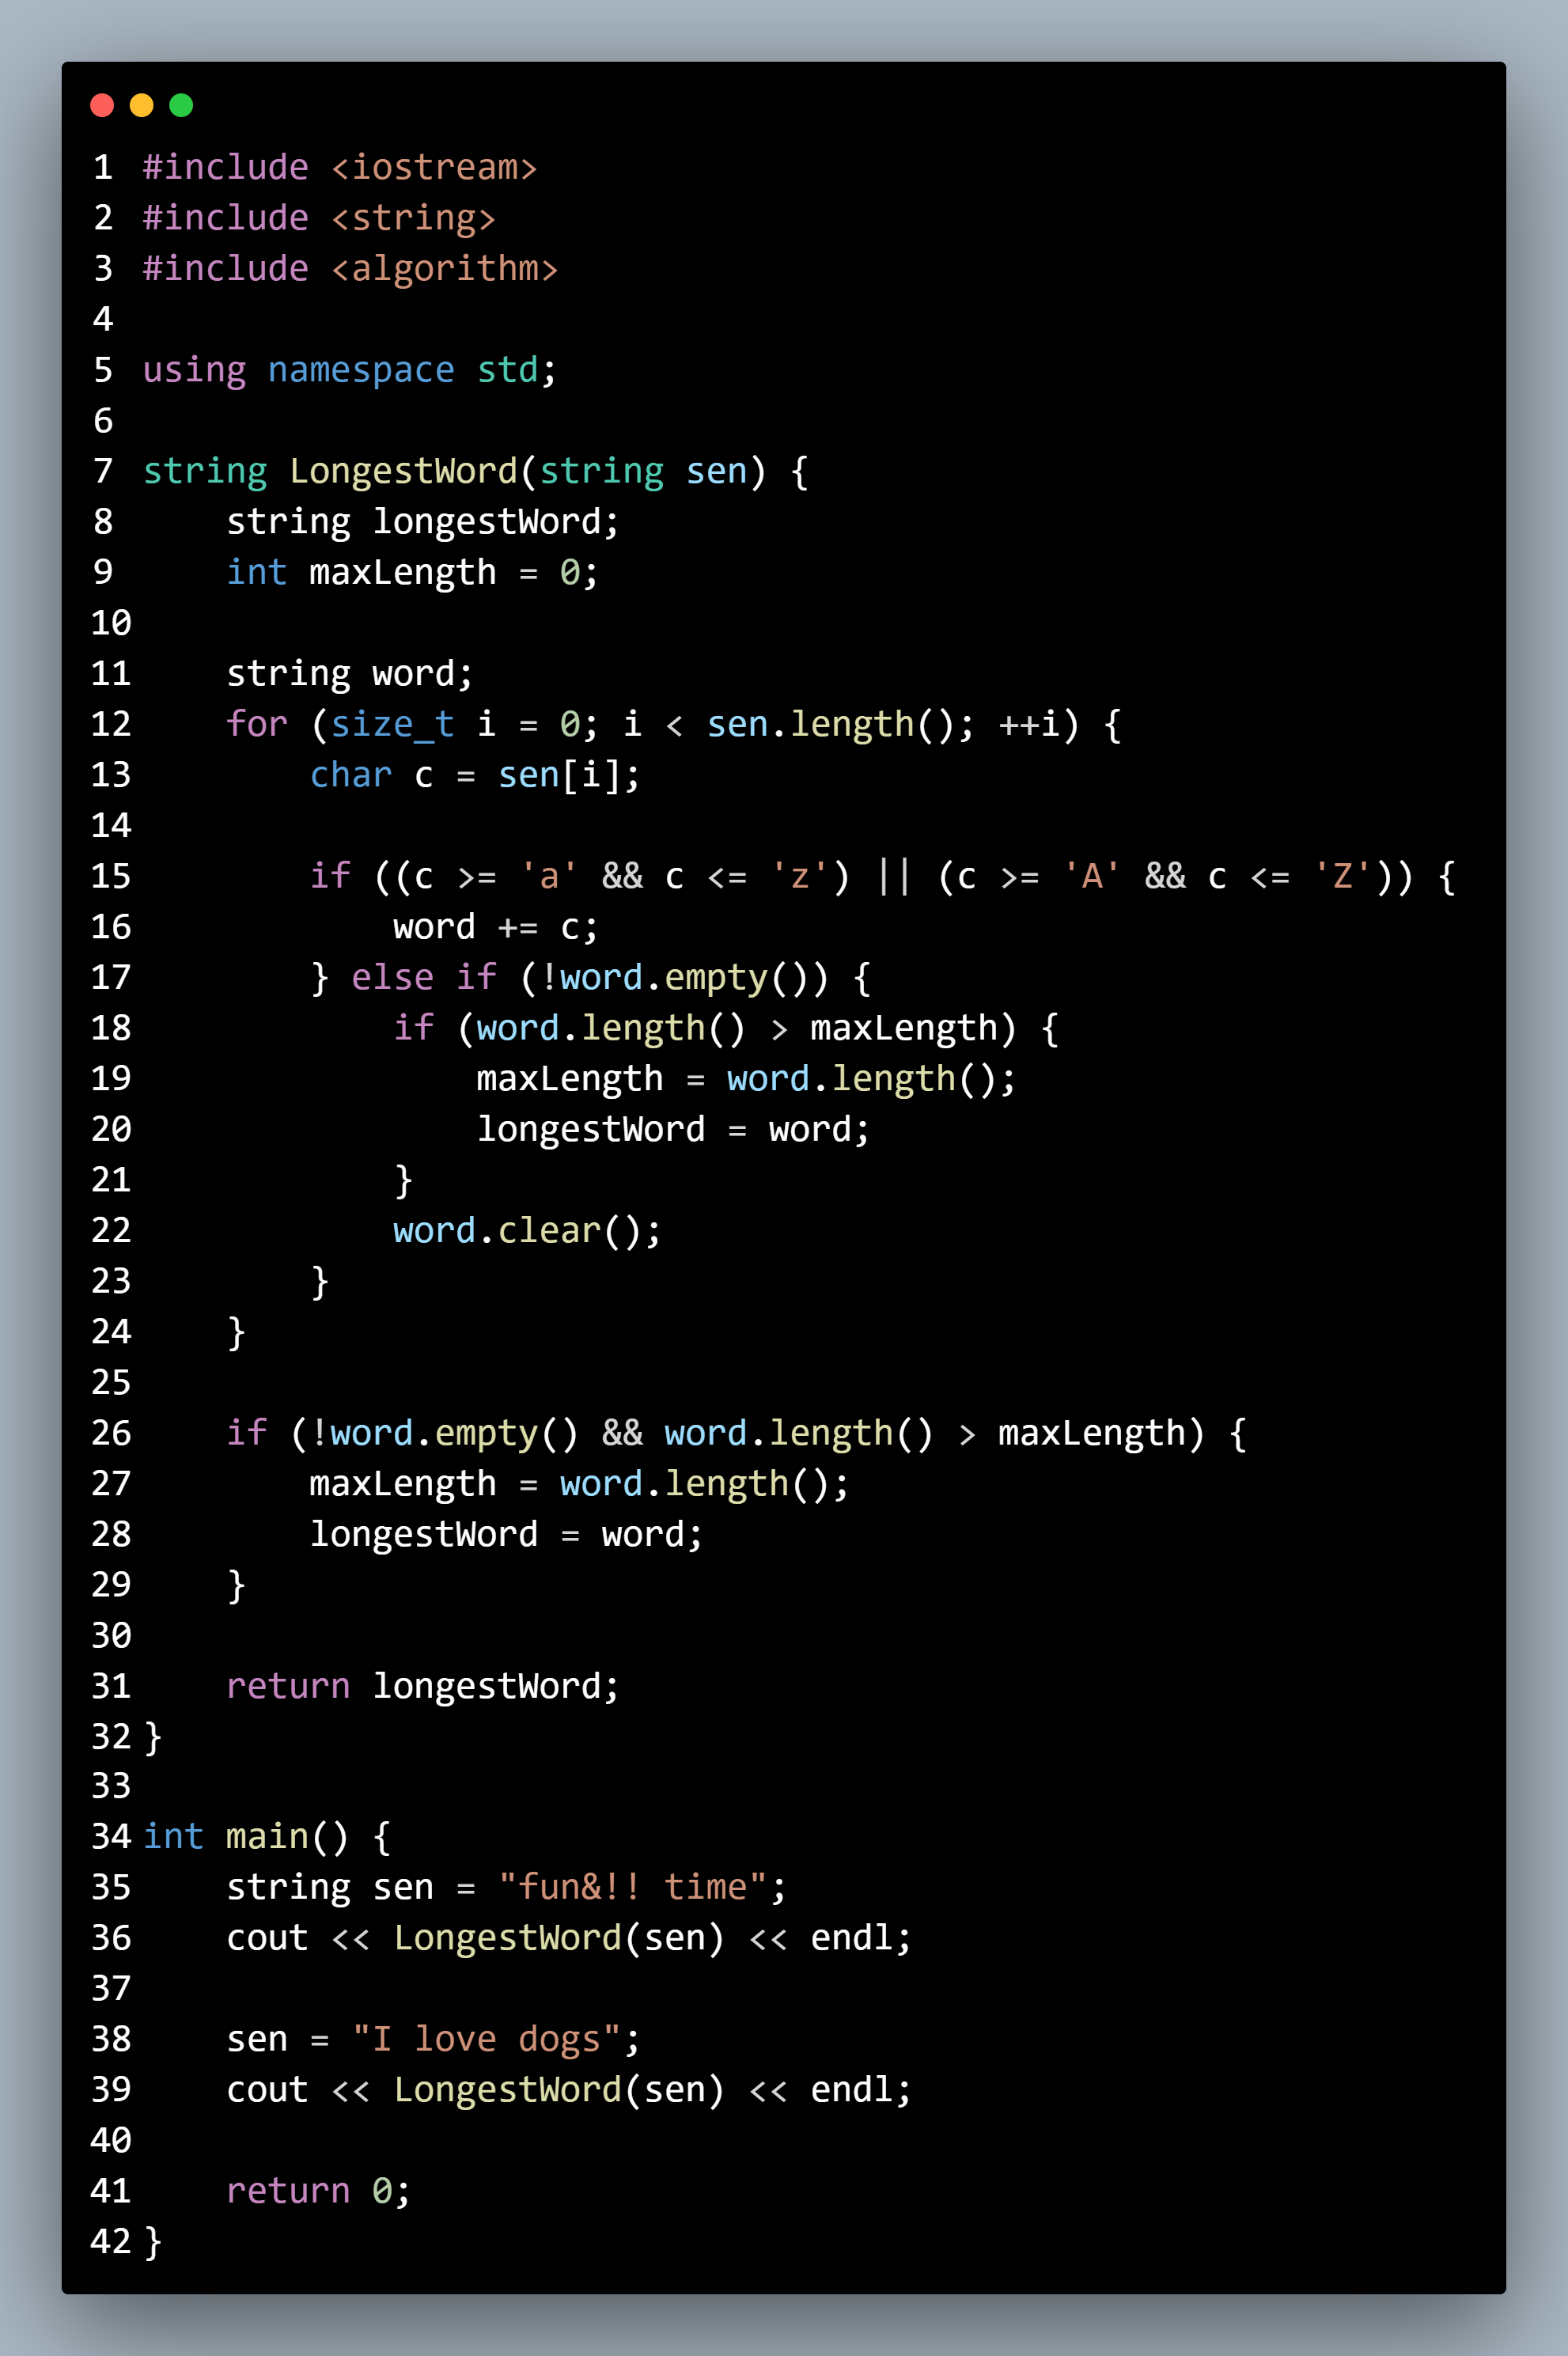 1 #include <iostream>
2 #include <string>
3 #include <algorithm>
4
5 using namespace std;
6
7 string LongestWord(string sen) {
8     string longestWord;
9     int maxLength = 0;
10
11     string word;
12     for (size_t i = 0; i < sen.length(); ++i) {
13         char c = sen[i];
14
15         if ((c >= 'a' && c <= 'z') || (c >= 'A' && c <= 'Z')) {
16             word += c;
17         } else if (!word.empty()) {
18             if (word.length() > maxLength) {
19                 maxLength = word.length();
20                 longestWord = word;
21             }
22             word.clear();
23         }
24     }
25
26     if (!word.empty() && word.length() > maxLength) {
27         maxLength = word.length();
28         longestWord = word;
29     }
30
31     return longestWord;
32 }
33
34 int main() {
35     string sen = "fun&!! time";
36     cout << LongestWord(sen) << endl;
37
38     sen = "I love dogs";
39     cout << LongestWord(sen) << endl;
40
41     return 0;
42 }